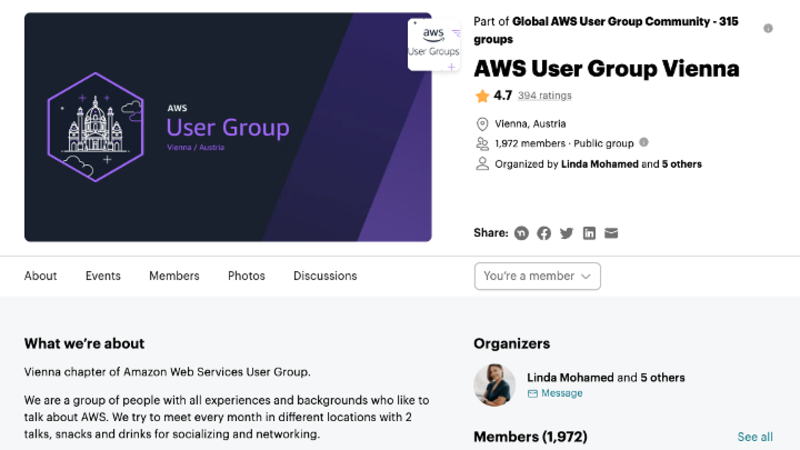 aws
User Groups
AWS
User Group
Vienna / Austria
Part of Global AWS User Group Community - 315
groups
AWS User Group Vienna
4.7 394 ratings
Vienna, Austria
1,972 members · Public group
Organized by Linda Mohamed and 5 others
Share:
About
Events
Members
Photos
Discussions
You're a member
What we're about
Vienna chapter of Amazon Web Services User Group.
We are a group of people with all experiences and backgrounds who like to
talk about AWS. We try to meet every month in different locations with 2
talks, snacks and drinks for socializing and networking.
Organizers
Linda Mohamed and 5 others
Message
Members (1,972)
See all